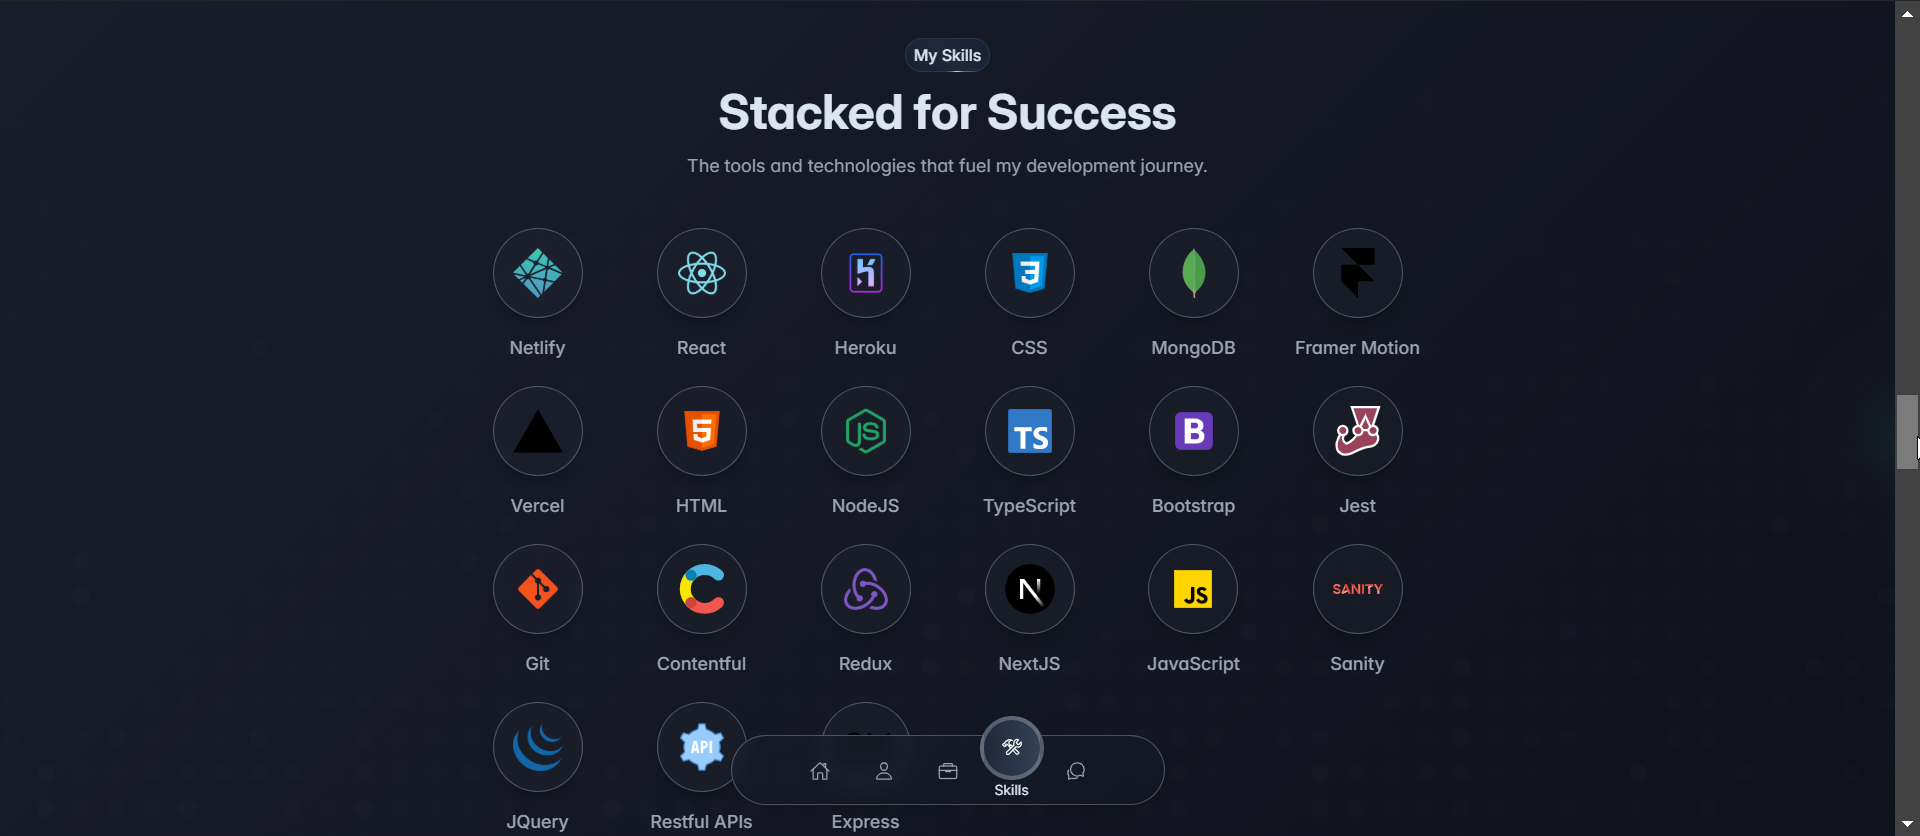 My Skills
Stacked for Success
The tools and technologies that fuel my development journey.
Netlify React Heroku CSS MongoDB Framer Motion
TS B
Vercel HTML NodeJS TypeScript Bootstrap Jest
N JS SANITY
Git Contentful Redux NextJS JavaScript Sanity
API
Skills
JQuery Restful APIs Express